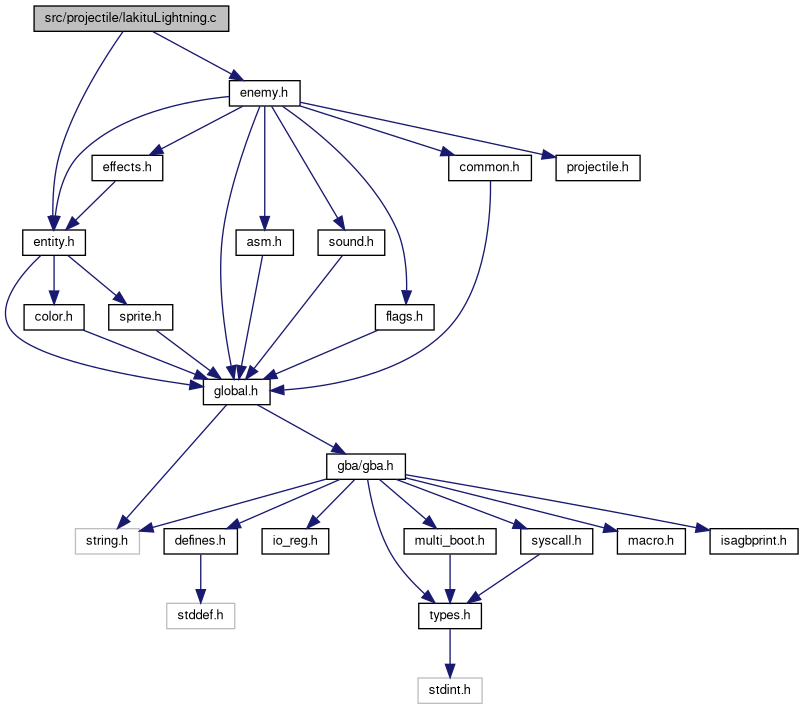 src/projectile/lakituLightning.c
enemy.h
effects.h
common.h
projectile.h
entity.h
asm.h
sound.h
color.h
sprite.h
flags.h
global.h
gba/gba.h
string.h
defines.h
io_reg.h
multi_boot.h
syscall.h
macro.h
isagbprint.h
stddef.h
types.h
stdint.h